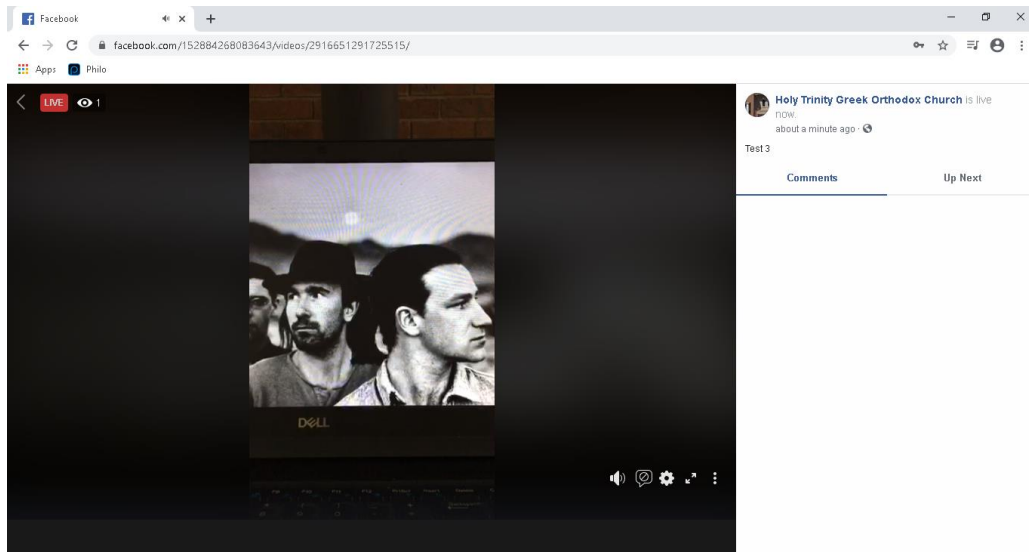 Facebook
facebook.com/152884268083643/videos/2916651291725515/
Apps Philo
LIVE 1
Holy Trinity Greek Orthodox Church is live
now.
about a minute ago ·
Test 3
Comments Up Next
DELL